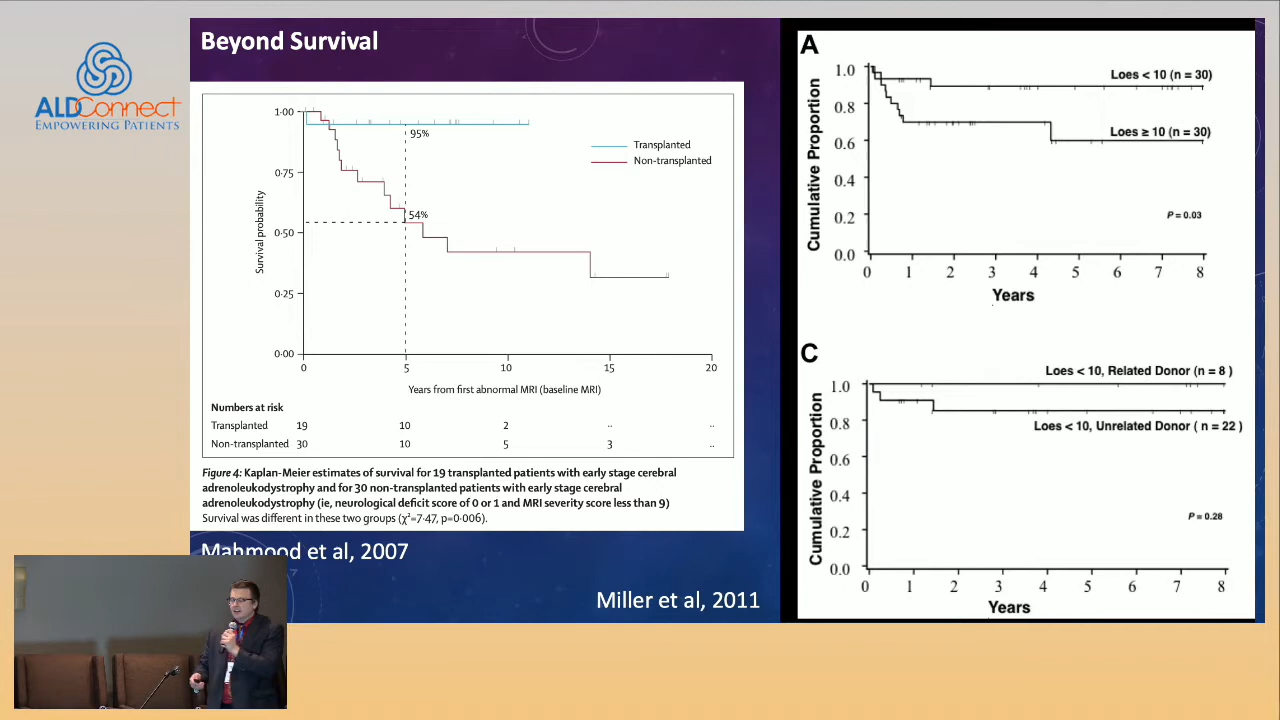 ALDConnect
EMPOWERING PATIENTS
Beyond Survival
1·00
0·75
0·50
0·25
0·00
Survival probability
95%
54%
Transplanted
Non-transplanted
0 5 10 15 20
Years from first abnormal MRI (baseline MRI)
Numbers at risk
Transplanted 19 10 2 .. ..
Non-transplanted 30 10 5 3 ..
Figure 4: Kaplan-Meier estimates of survival for 19 transplanted patients with early stage cerebral
adrenoleukodystrophy and for 30 non-transplanted patients with early stage cerebral
adrenoleukodystrophy (ie, neurological deficit score of 0 or 1 and MRI severity score less than 9)
Survival was different in these two groups (χ²=7·47, p=0·006).
Mahmood et al, 2007
Miller et al, 2011
A
Cumulative Proportion
1.0
0.8
0.6
0.4
0.2
0.0
Loes < 10 (n = 30)
Loes ≥ 10 (n = 30)
P = 0.03
0 1 2 3 4 5 6 7 8
Years
C
Cumulative Proportion
1.0
0.8
0.6
0.4
0.2
0.0
Loes < 10, Related Donor (n = 8 )
Loes < 10, Unrelated Donor ( n = 22 )
P = 0.28
0 1 2 3 4 5 6 7 8
Years